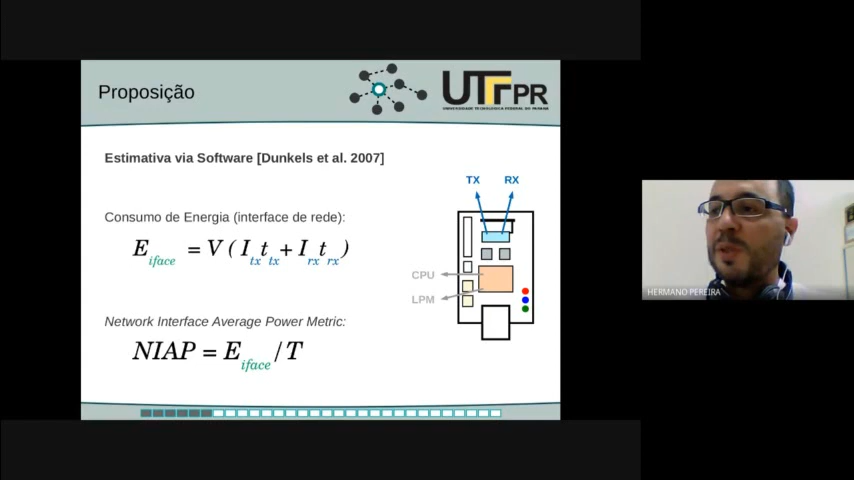 Proposição
UTFPR
UNIVERSIDADE TECNOLÓGICA FEDERAL DO PARANÁ
Estimativa via Software [Dunkels et al. 2007]
TX RX
Consumo de Energia (interface de rede):
E_iface = V ( I_tx t_tx + I_rx t_rx )
CPU
LPM
HERMANO PEREIRA
Network Interface Average Power Metric:
NIAP = E_iface / T